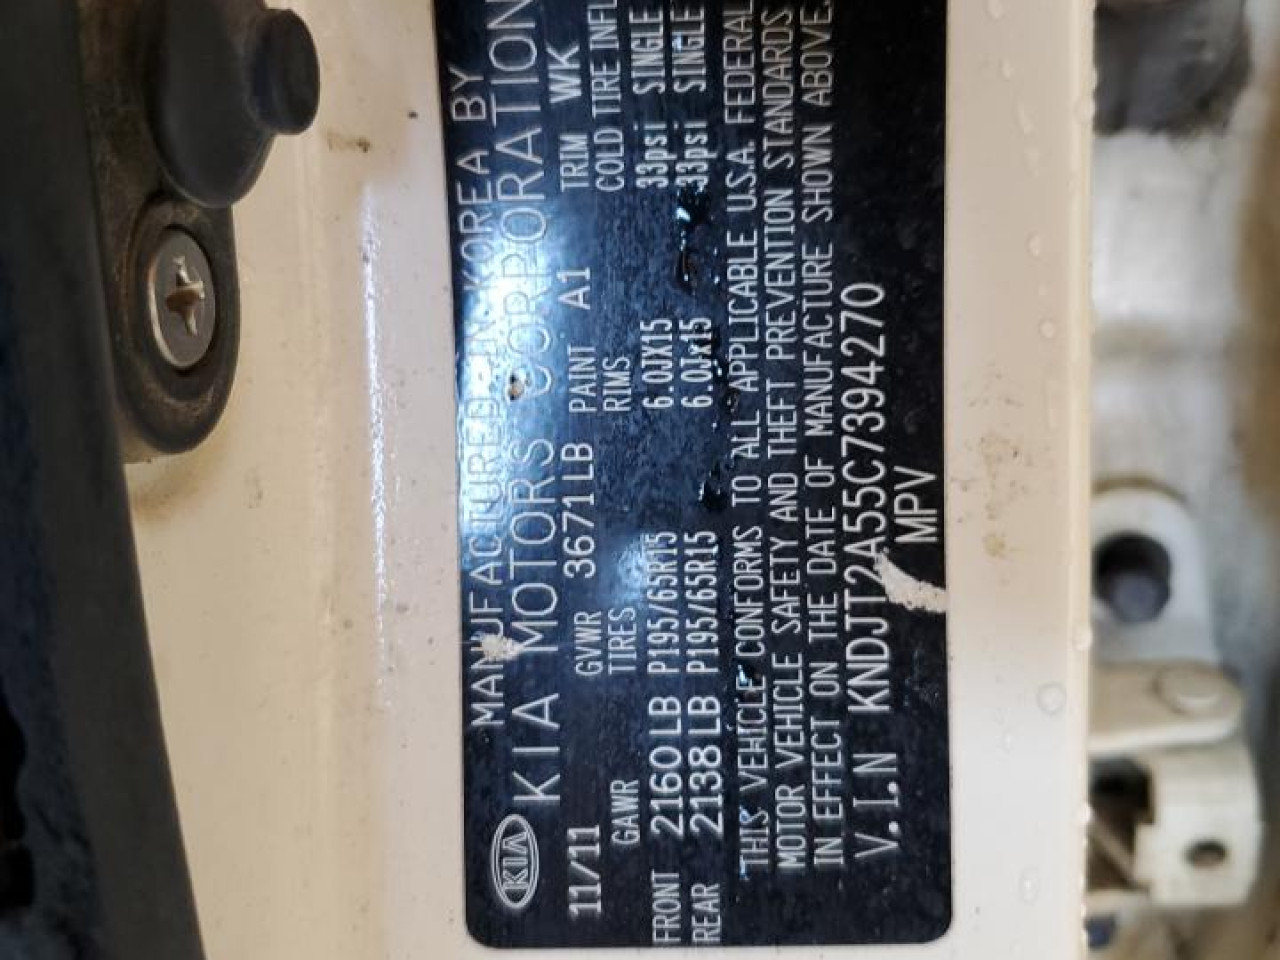 MANUFACTURED IN KOREA BY
KIA KIA MOTORS CORPORATION
11/11 GVWR 3671LB PAINT A1 TRIM WK
GAWR TIRES RIMS COLD TIRE INFL
FRONT 2160LB P195/65R15 6.0JX15 33psi SINGLE
REAR 2138LB P195/65R15 6.0Jx15 33psi SINGLE
THIS VEHICLE CONFORMS TO ALL APPLICABLE U.S.A. FEDERAL
MOTOR VEHICLE SAFETY AND THEFT PREVENTION STANDARDS
IN EFFECT ON THE DATE OF MANUFACTURE SHOWN ABOVE.
V.I.N KNDJT2A55C7394270
MPV